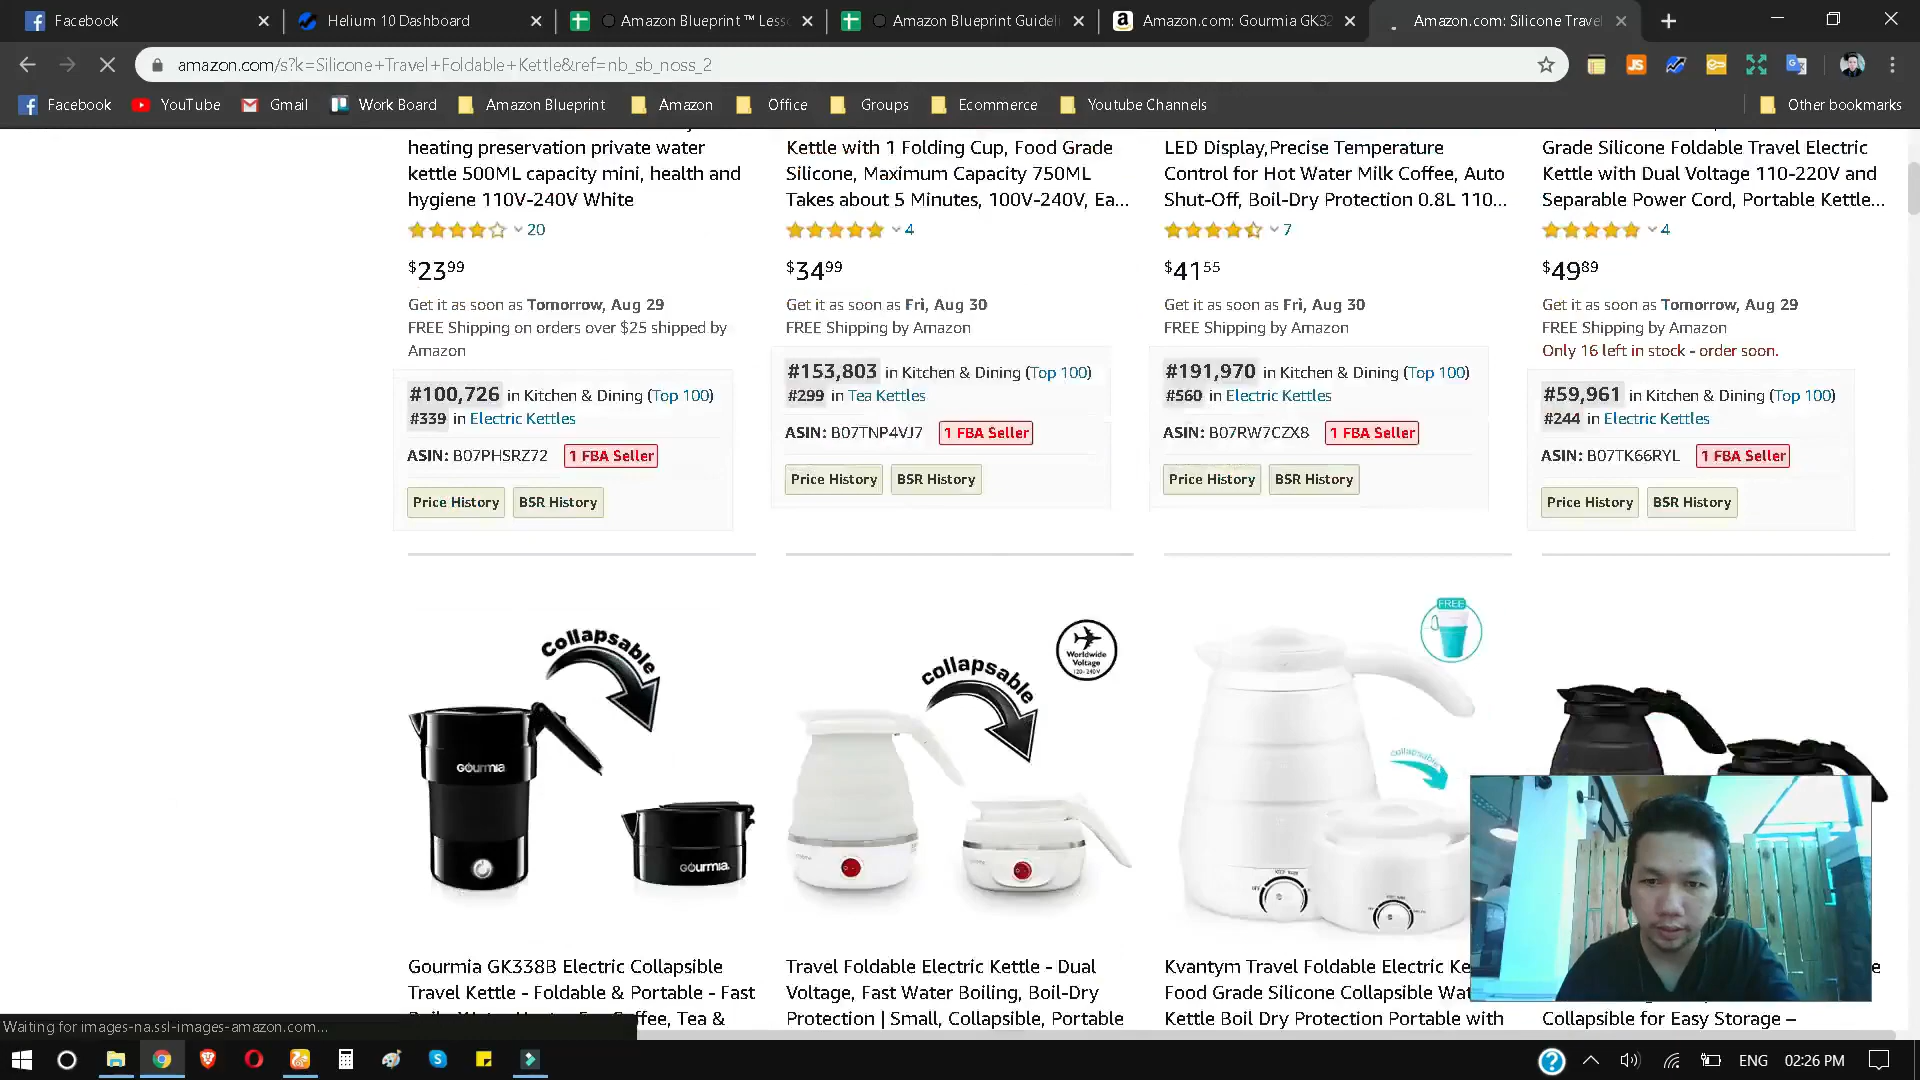 Facebook
Helium 10 Dashboard
Amazon Blueprint ™ Less
Amazon Blueprint Guidel
Amazon.com: Gourmia GK32
Amazon.com: Silicone Travel
amazon.com/s?k=Silicone+Travel+Foldable+Kettle&ref=nb_sb_noss_2
Facebook
YouTube
Gmail
Work Board
Amazon Blueprint
Amazon
Office
Groups
Ecommerce
Youtube Channels
Other bookmarks
heating preservation private water
kettle 500ML capacity mini, health and
hygiene 110V-240V White
20
$23⁹⁹
Get it as soon as Tomorrow, Aug 29
FREE Shipping on orders over $25 shipped by
Amazon
#100,726 in Kitchen & Dining (Top 100)
#339 in Electric Kettles
ASIN: B07PHSRZ72 1 FBA Seller
Price History BSR History
Kettle with 1 Folding Cup, Food Grade
Silicone, Maximum Capacity 750ML
Takes about 5 Minutes, 100V-240V, Ea...
4
$34⁹⁹
Get it as soon as Fri, Aug 30
FREE Shipping by Amazon
#153,803 in Kitchen & Dining (Top 100)
#299 in Tea Kettles
ASIN: B07TNP4VJ7 1 FBA Seller
Price History BSR History
LED Display,Precise Temperature
Control for Hot Water Milk Coffee, Auto
Shut-Off, Boil-Dry Protection 0.8L 110...
7
$41⁵⁵
Get it as soon as Fri, Aug 30
FREE Shipping by Amazon
#191,970 in Kitchen & Dining (Top 100)
#560 in Electric Kettles
ASIN: B07RW7CZX8 1 FBA Seller
Price History BSR History
Grade Silicone Foldable Travel Electric
Kettle with Dual Voltage 110-220V and
Separable Power Cord, Portable Kettle...
4
$49⁸⁹
Get it as soon as Tomorrow, Aug 29
FREE Shipping by Amazon
Only 16 left in stock - order soon.
#59,961 in Kitchen & Dining (Top 100)
#244 in Electric Kettles
ASIN: B07TK66RYL 1 FBA Seller
Price History BSR History
Collapsable
GOURMIA
GOURMIA
collapsable
Worldwide
Voltage
120-240V
FREE
collapsable
Gourmia GK338B Electric Collapsible
Travel Kettle - Foldable & Portable - Fast
Travel Foldable Electric Kettle - Dual
Voltage, Fast Water Boiling, Boil-Dry
Protection | Small, Collapsible, Portable
Kvantym Travel Foldable Electric Ke
Food Grade Silicone Collapsible Wat
Kettle Boil Dry Protection Portable with
Collapsible for Easy Storage –
Waiting for images-na.ssl-images-amazon.com...
ENG
02:26 PM